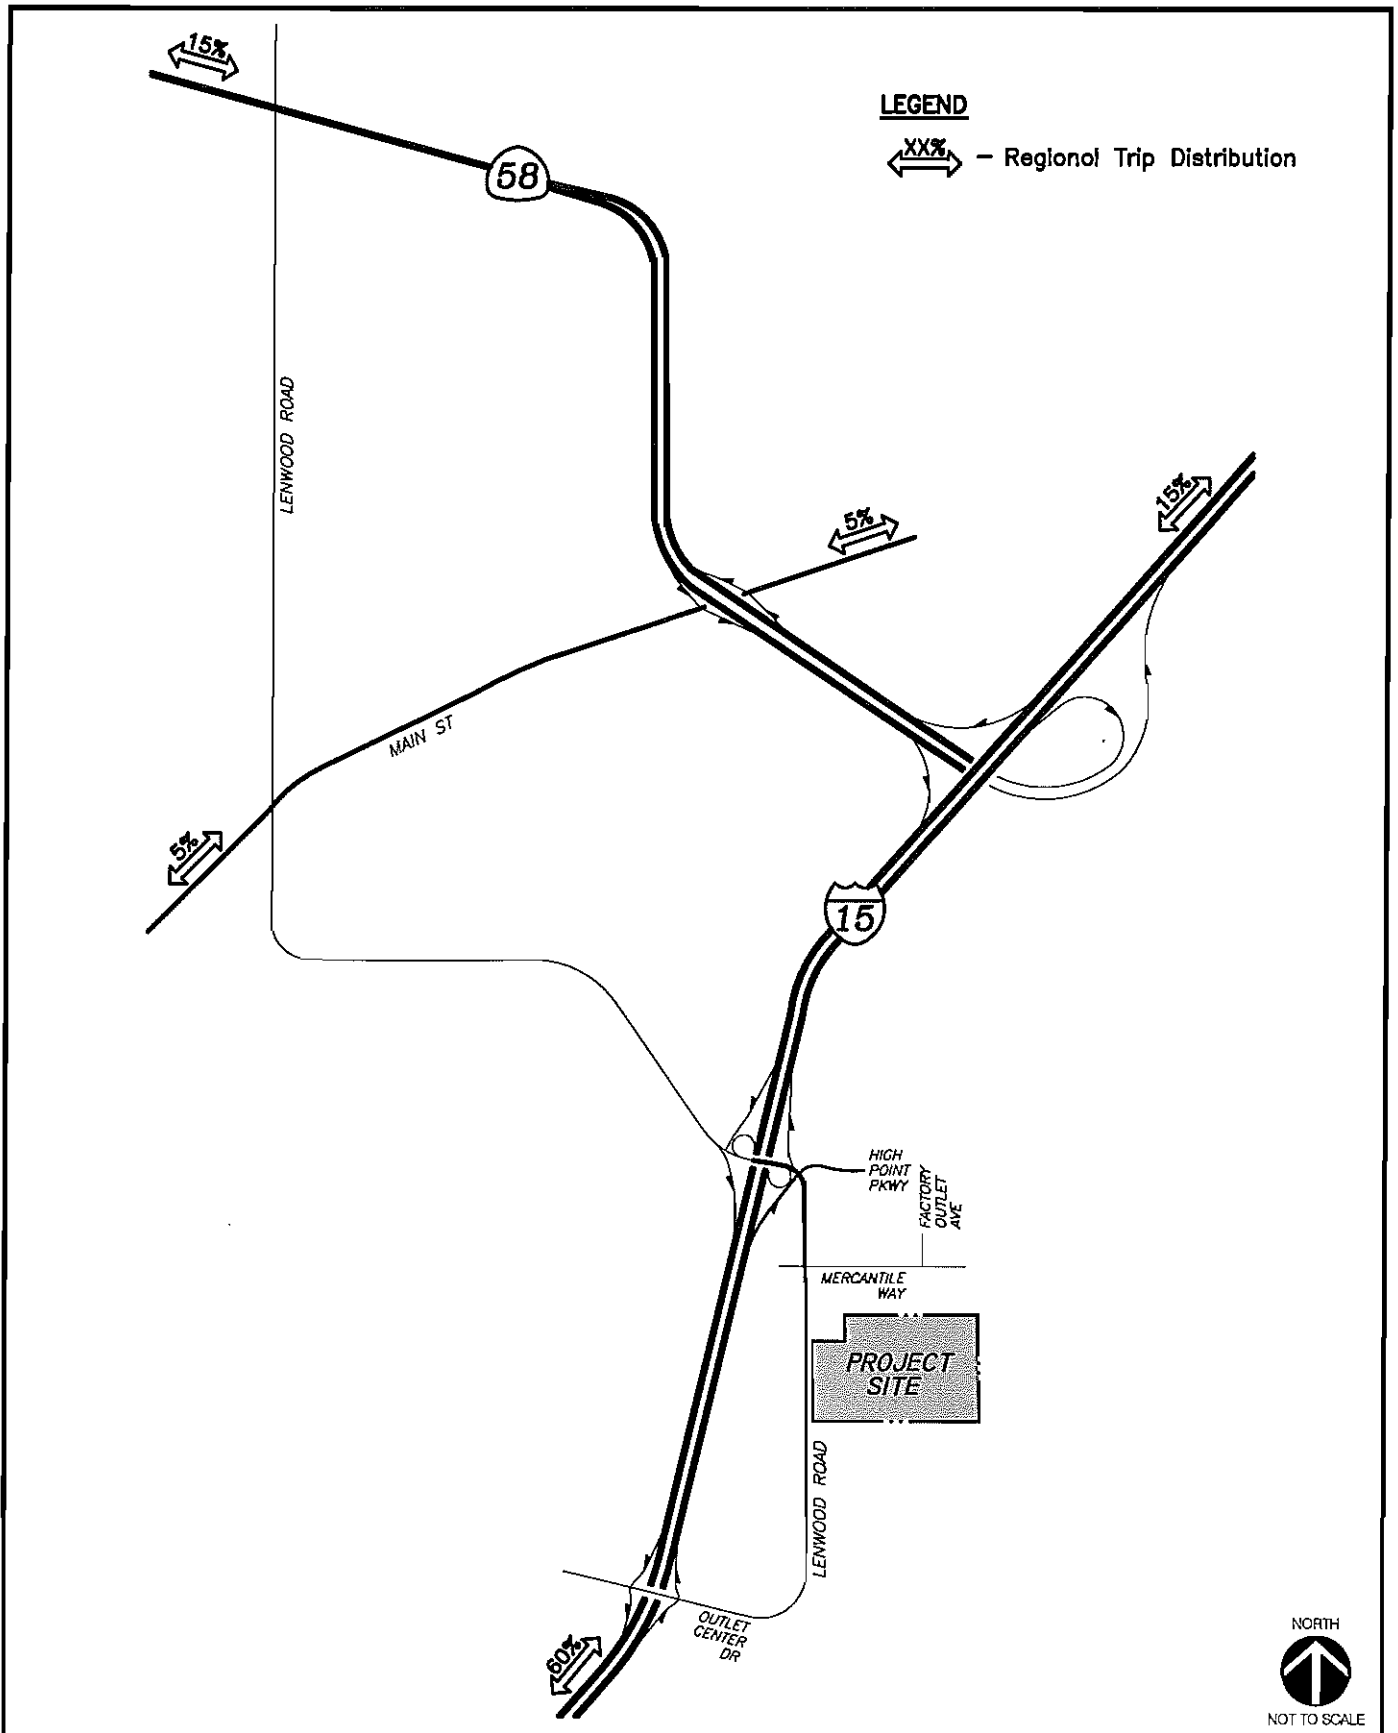 15%
LEGEND
XX% - Regional Trip Distribution
58
LENWOOD ROAD
15%
5%
MAIN ST
5%
15
HIGH
POINT
PKWY
FACTORY
OUTLET
AVE
MERCANTILE
WAY
PROJECT
SITE
LENWOOD ROAD
OUTLET
CENTER
DR
60%
NORTH
NOT TO SCALE